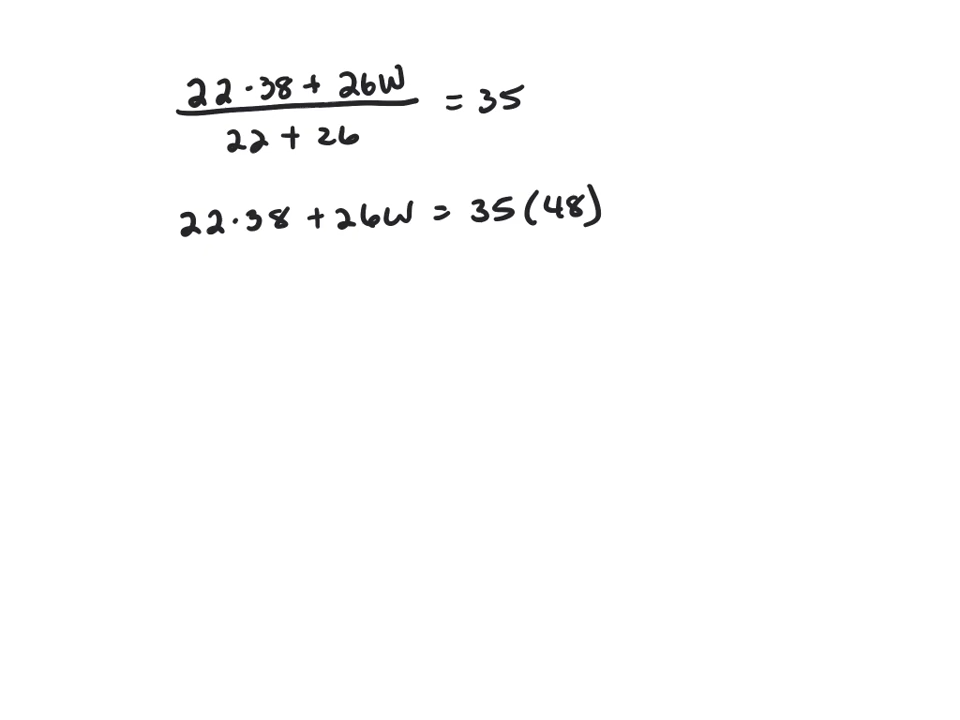 (22·38 + 26W)/(22 + 26) = 35
22·38 + 26W = 35(48)